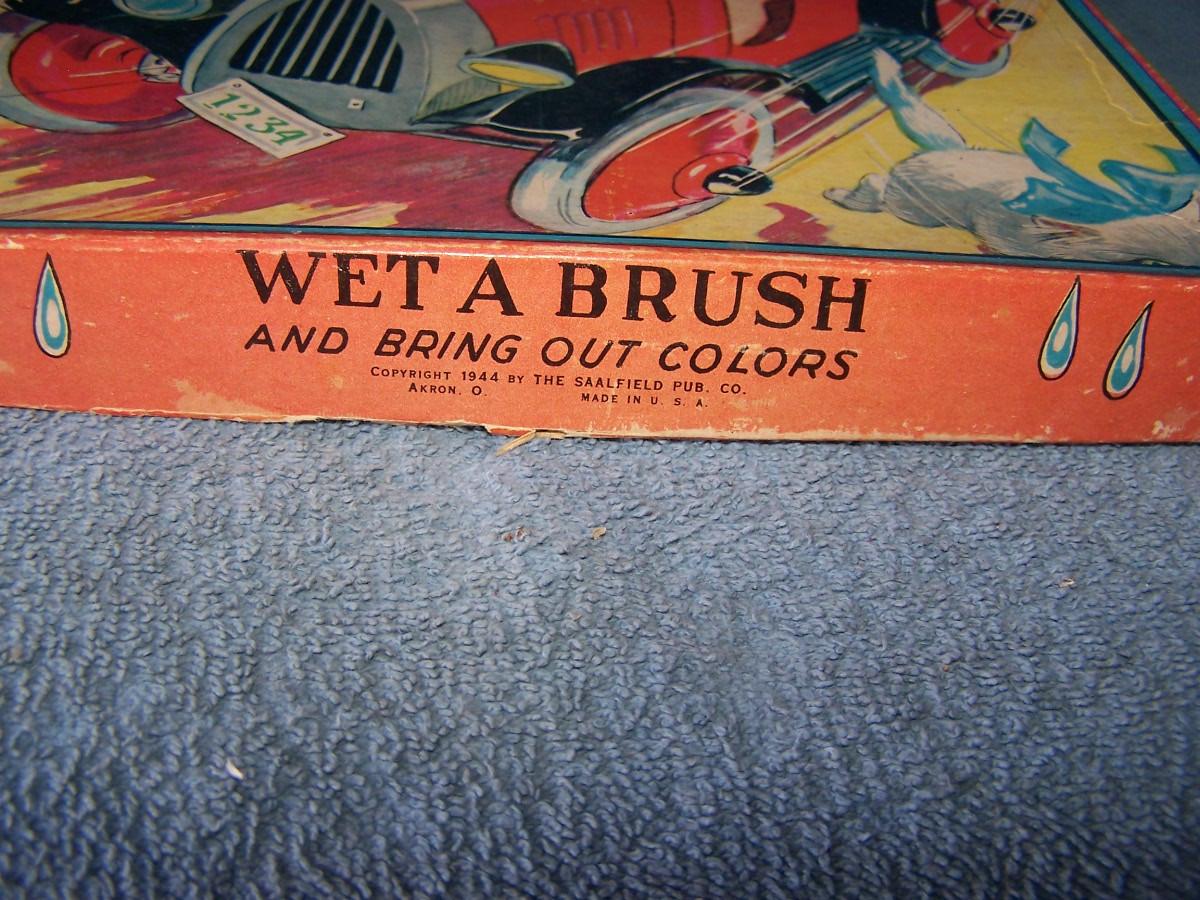 1234
WET A BRUSH
AND BRING OUT COLORS
COPYRIGHT 1944 BY THE SAALFIELD PUB. CO.
AKRON, O. MADE IN U. S. A.